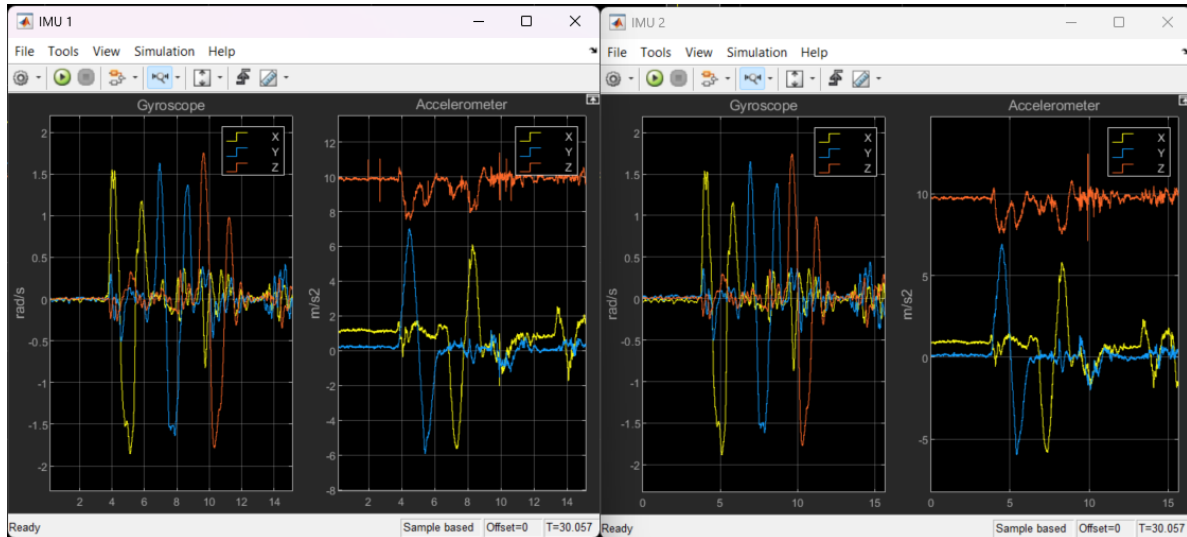 IMU 1
File Tools View Simulation Help
Gyroscope
X
Y
Z
2
1.5
1
0.5
0
-0.5
-1
-1.5
-2
rad/s
2 4 6 8 10 12 14
Accelerometer
X
Y
Z
12
10
8
6
4
2
0
-2
-4
-6
-8
m/s2
2 4 6 8 10 12 14
Ready
Sample based Offset=0 T=30.057
IMU 2
File Tools View Simulation Help
Gyroscope
X
Y
Z
2
1.5
1
0.5
0
-0.5
-1
-1.5
-2
rad/s
0 5 10 15
Accelerometer
X
Y
Z
10
5
0
-5
m/s2
0 5 10 15
Ready
Sample based Offset=0 T=30.057